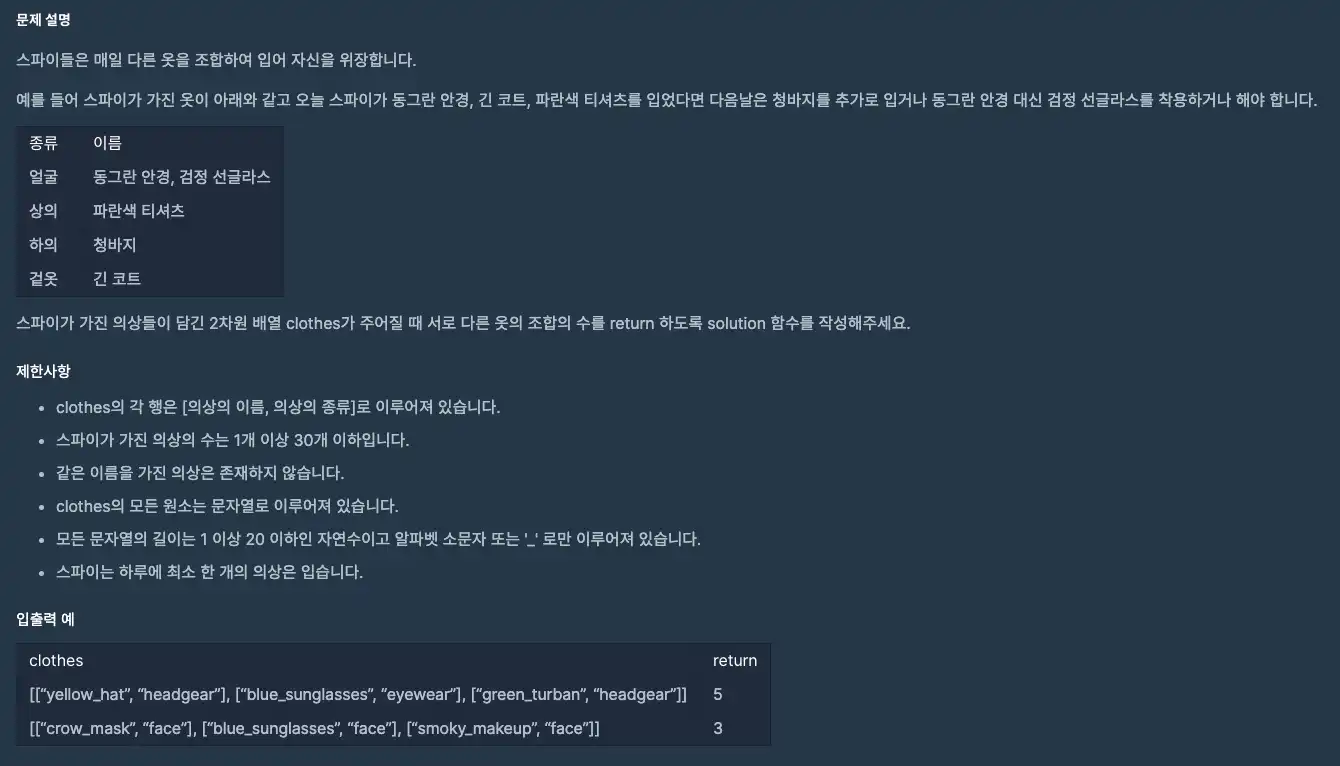 문제 설명
스파이들은 매일 다른 옷을 조합하여 입어 자신을 위장합니다.
예를 들어 스파이가 가진 옷이 아래와 같고 오늘 스파이가 동그란 안경, 긴 코트, 파란색 티셔츠를 입었다면 다음날은 청바지를 추가로 입거나 동그란 안경 대신 검정 선글라스를 착용하거나 해야 합니다.
종류 이름
얼굴 동그란 안경, 검정 선글라스
상의 파란색 티셔츠
하의 청바지
겉옷 긴 코트
스파이가 가진 의상들이 담긴 2차원 배열 clothes가 주어질 때 서로 다른 옷의 조합의 수를 return 하도록 solution 함수를 작성해주세요.
제한사항
• clothes의 각 행은 [의상의 이름, 의상의 종류]로 이루어져 있습니다.
• 스파이가 가진 의상의 수는 1개 이상 30개 이하입니다.
• 같은 이름을 가진 의상은 존재하지 않습니다.
• clothes의 모든 원소는 문자열로 이루어져 있습니다.
• 모든 문자열의 길이는 1 이상 20 이하인 자연수이고 알파벳 소문자 또는 '_' 로만 이루어져 있습니다.
• 스파이는 하루에 최소 한 개의 의상은 입습니다.
입출력 예
clothes return
[[“yellow_hat”, “headgear”], [“blue_sunglasses”, “eyewear”], [“green_turban”, “headgear”]] 5
[[“crow_mask”, “face”], [“blue_sunglasses”, “face”], [“smoky_makeup”, “face”]] 3